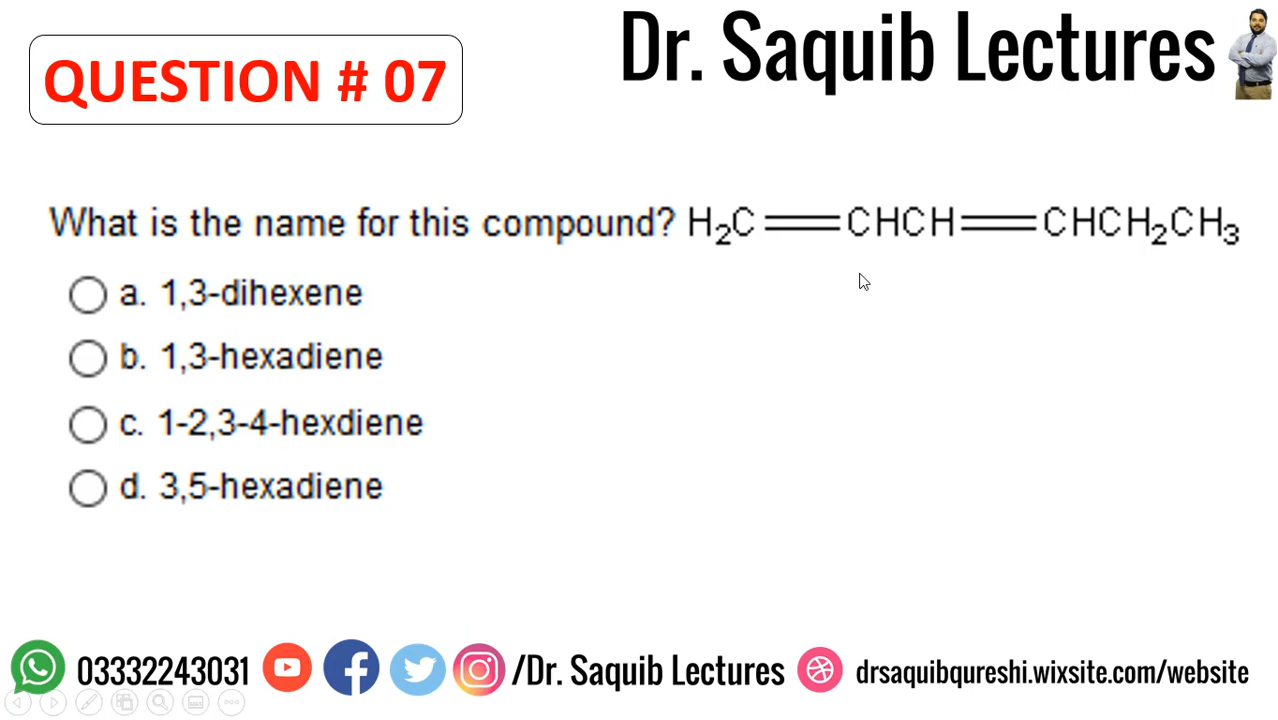 Dr. Saquib Lectures
QUESTION # 07
What is the name for this compound? H₂C═CHCH═CHCH₂CH₃
a. 1,3-dihexene
b. 1,3-hexadiene
c. 1-2,3-4-hexdiene
d. 3,5-hexadiene
03332243031 /Dr. Saquib Lectures drsaquibqureshi.wixsite.com/website